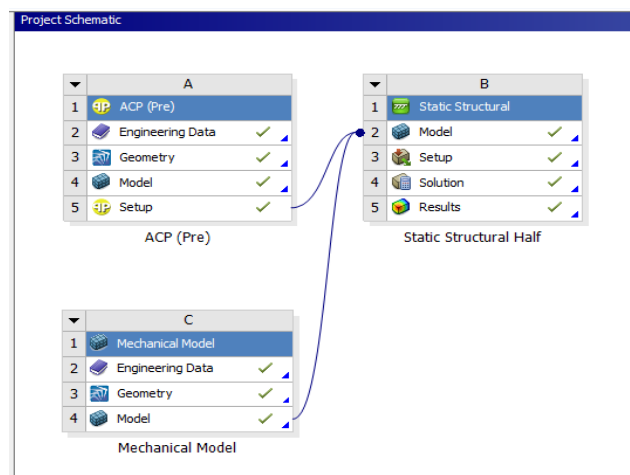 Project Schematic
A
1 ACP (Pre)
2 Engineering Data
3 Geometry
4 Model
5 Setup
ACP (Pre)
B
1 Static Structural
2 Model
3 Setup
4 Solution
5 Results
Static Structural Half
C
1 Mechanical Model
2 Engineering Data
3 Geometry
4 Model
Mechanical Model